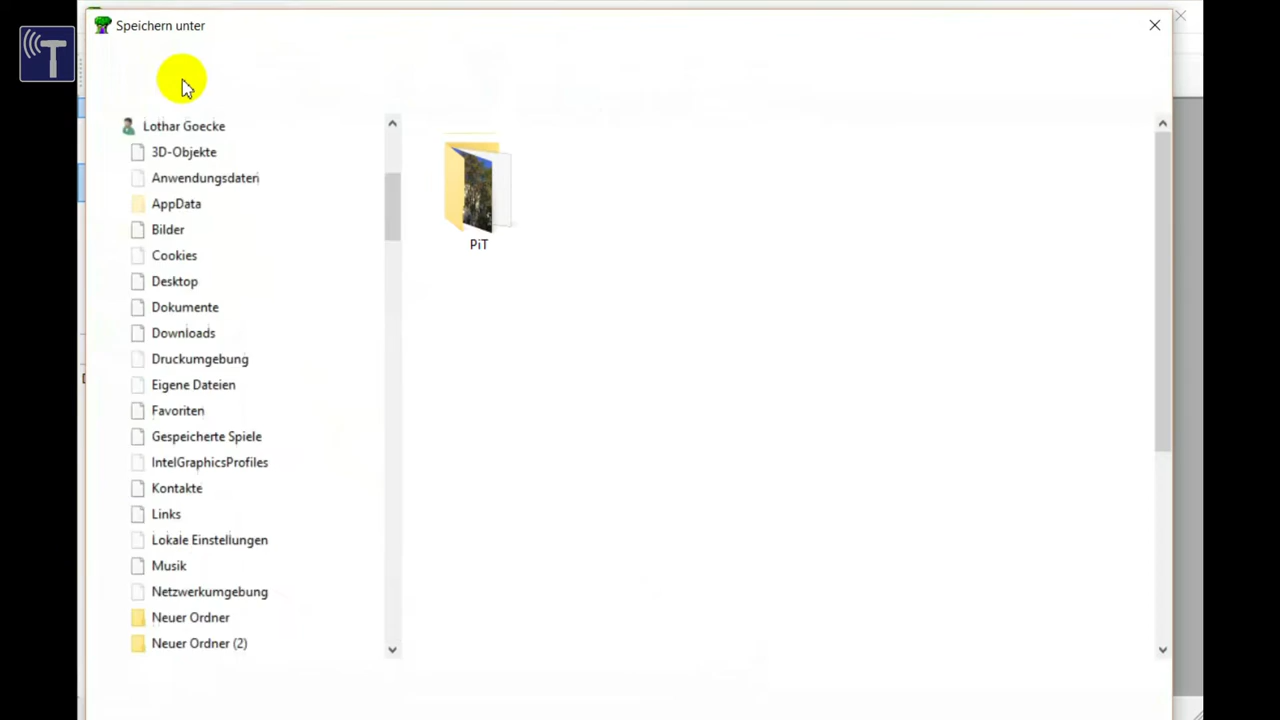 Speichern unter
T
Lothar Goecke
3D-Objekte
Anwendungsdaten
AppData
Bilder
Cookies
Desktop
Dokumente
Downloads
Druckumgebung
Eigene Dateien
Favoriten
Gespeicherte Spiele
IntelGraphicsProfiles
Kontakte
Links
Lokale Einstellungen
Musik
Netzwerkumgebung
Neuer Ordner
Neuer Ordner (2)
PiT